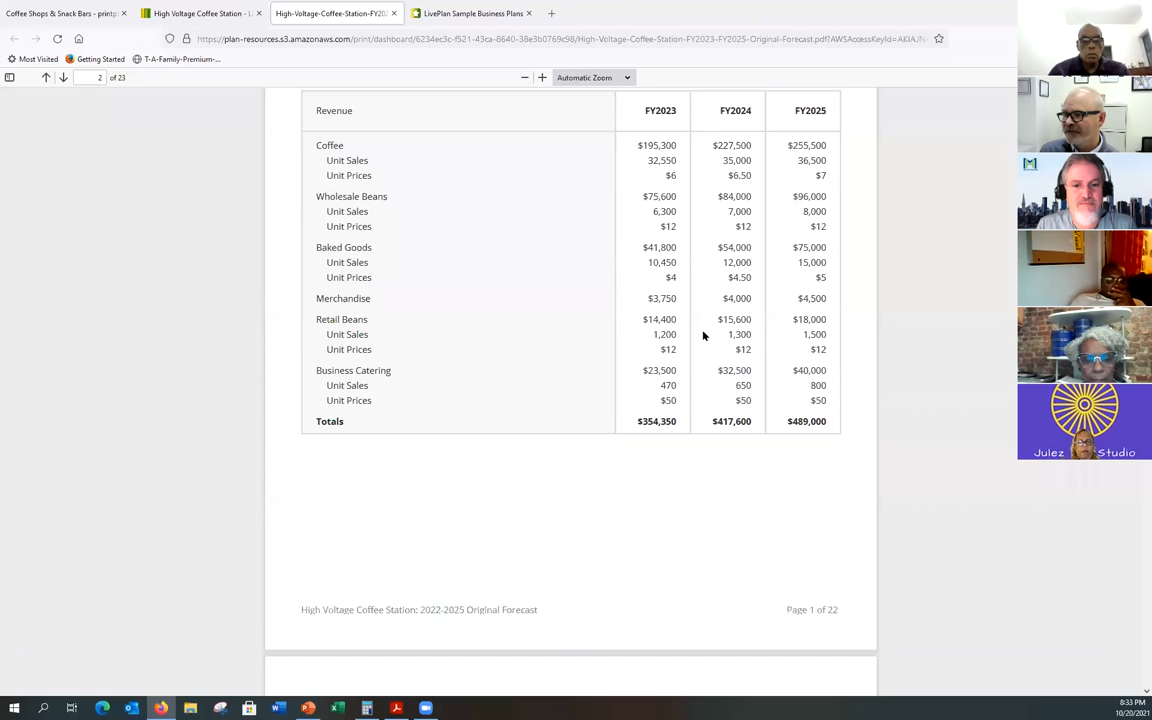 Coffee Shops & Snack Bars - printp
High Voltage Coffee Station - L
High-Voltage-Coffee-Station-FY202
LivePlan Sample Business Plans
https://plan-resources.s3.amazonaws.com/print/dashboard/6234ec3c-f521-43ca-8640-38e3b0769c98/High-Voltage-Coffee-Station-FY2023-FY2025-Original-Forecast.pdf?AWSAccessKeyId=AKIAJN
Most Visited
Getting Started
T-A-Family-Premium-...
2 of 23
Automatic Zoom
Revenue FY2023 FY2024 FY2025
Coffee $195,300 $227,500 $255,500
Unit Sales 32,550 35,000 36,500
Unit Prices $6 $6.50 $7
Wholesale Beans $75,600 $84,000 $96,000
Unit Sales 6,300 7,000 8,000
Unit Prices $12 $12 $12
Baked Goods $41,800 $54,000 $75,000
Unit Sales 10,450 12,000 15,000
Unit Prices $4 $4.50 $5
Merchandise $3,750 $4,000 $4,500
Retail Beans $14,400 $15,600 $18,000
Unit Sales 1,200 1,300 1,500
Unit Prices $12 $12 $12
Business Catering $23,500 $32,500 $40,000
Unit Sales 470 650 800
Unit Prices $50 $50 $50
Totals $354,350 $417,600 $489,000
High Voltage Coffee Station: 2022-2025 Original Forecast
Page 1 of 22
Julez Studio
8:33 PM
10/20/2021